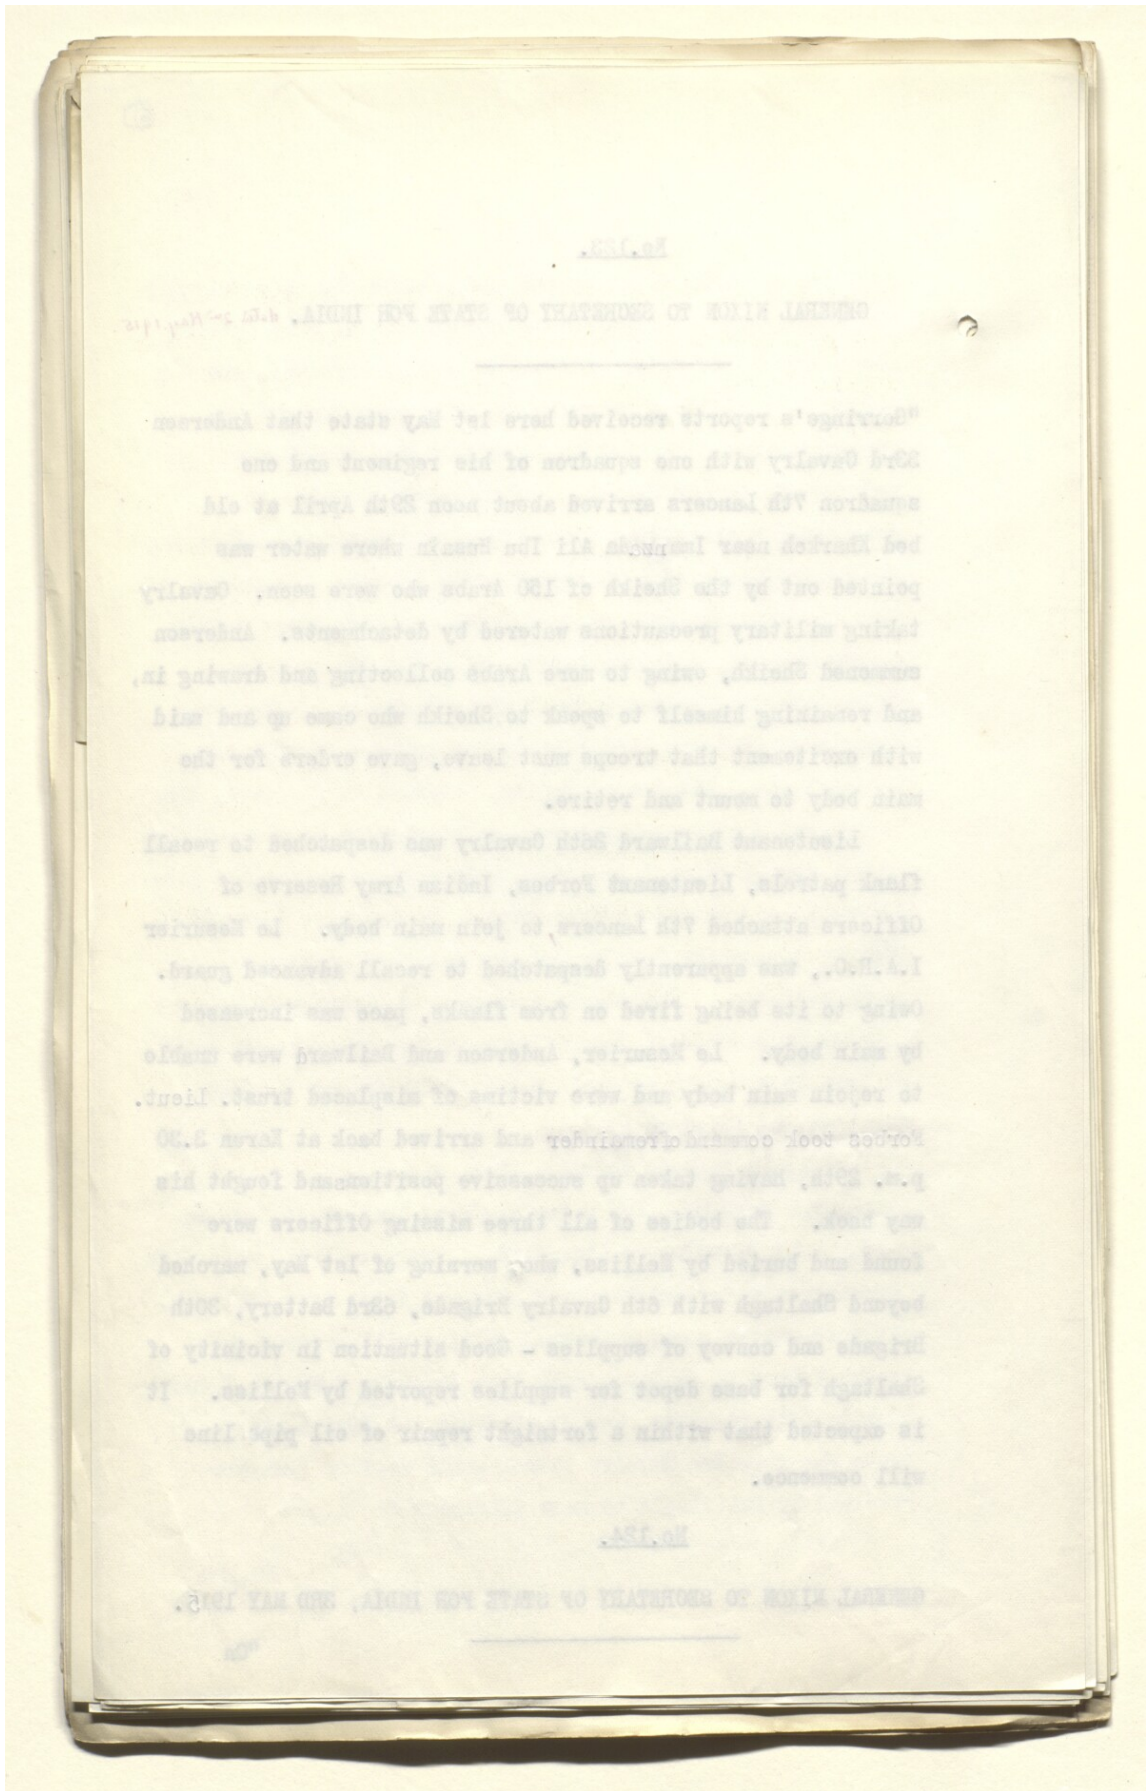 No.123.
GENERAL NIXON TO SECRETARY OF STATE FOR INDIA, date 2nd May 1915.
"Gorringe's reports received here 1st May state that Anderson
33rd Cavalry with one squadron of his regiment and one
squadron 7th Lancers arrived about noon 29th April at old
bed Kharkeh near Ali Ibn Husain where water was
pointed out by the Sheikh of 150 Arabs who were seen. Cavalry
taking military precautions watered by detachments. Anderson
summoned Sheikh, owing to more Arabs collecting and drawing in,
and remaining himself to speak to Sheikh who came up and said
with excitement that troops must leave, gave orders for the
main body to mount and retire.
Lieutenant Bailward 26th Cavalry was despatched to recall
flank patrols, Lieutenant Forbes, Indian Army Reserve of
Officers attached 7th Lancers, to join main body. le Mesurier
I.A.R.O., was apparently despatched to recall advanced guard.
Owing to its being fired on from flanks, pace was increased
by main body. Le Mesurier, Anderson and Bailward were unable
to rejoin main body and were victims of misplaced trust. Lieut.
Forbes took command of remainder and arrived back at Karun 3.30
p.m. 29th, having taken up successive positions and fought his
way back. The bodies of all three missing Officers were
found and buried by Melliss, who morning of 1st May, marched
beyond Shaltagh with 6th Cavalry Brigade, 63rd Battery, 30th
Brigade and convoy of supplies - Good situation in vicinity of
Shaltagh for base depot for supplies reported by Melliss. It
is expected that within a fortnight repair of oil pipe line
will commence.
No.124.
GENERAL NIXON TO SECRETARY OF STATE FOR INDIA, 3RD MAY 1915.
"On